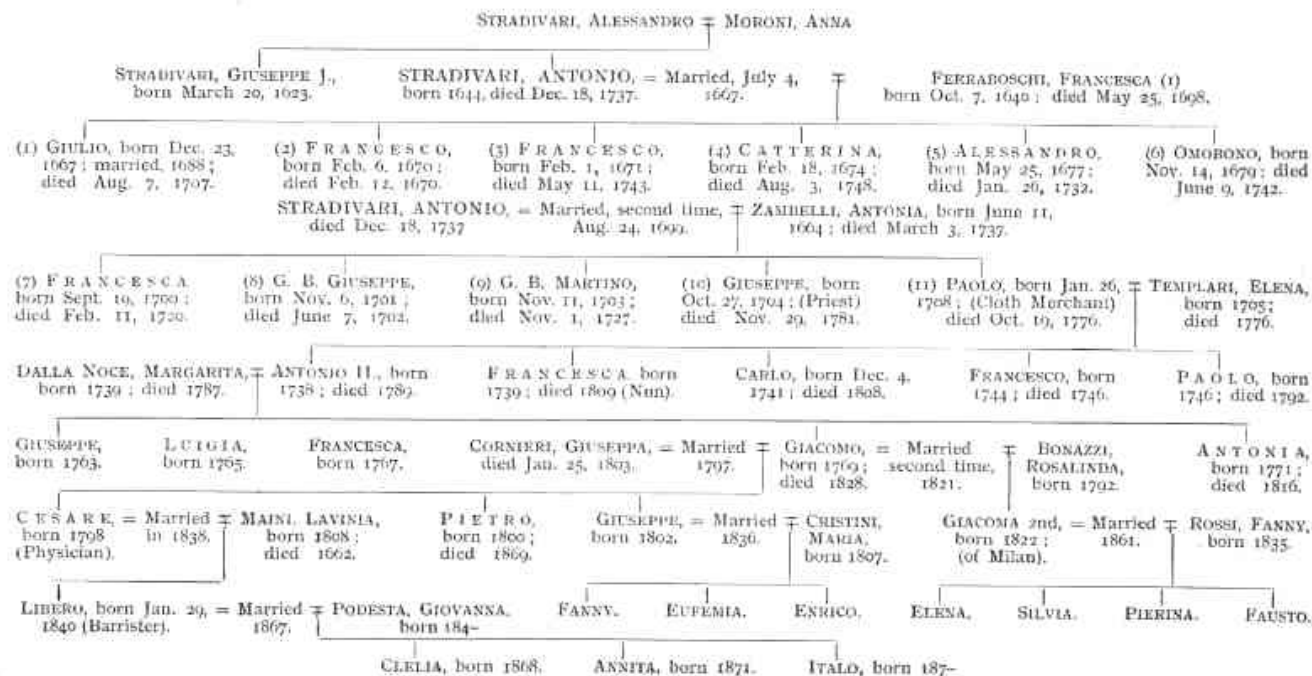 STRADIVARI, ALESSANDRO = MORONI, ANNA
STRADIVARI, GIUSEPPE J.,
born March 20, 1623.
STRADIVARI, ANTONIO, = Married, July 4,
born 1644, died Dec. 18, 1737. 1667.
FERRABOSCHI, FRANCESCA (1)
born Oct. 7, 1640; died May 25, 1698.
(1) GIULIO, born Dec. 23,
1667; married, 1688;
died Aug. 7, 1707.
(2) FRANCESCO,
born Feb. 6, 1670;
died Feb. 12, 1670.
(3) FRANCESCO,
born Feb. 1, 1671;
died May 11, 1743.
(4) CATTERINA,
born Feb 18, 1674;
died Aug. 3, 1748.
(5) ALESSANDRO,
born May 25, 1677;
died Jan. 26, 1732.
(6) OMOBONO, born
Nov. 14, 1679; died
June 9, 1742.
STRADIVARI, ANTONIO, = Married, second time, = ZAMBELLI, ANTONIA, born June 11,
died Dec. 18, 1737 Aug. 24, 1699. 1664; died March 3, 1737.
(7) FRANCESCA
born Sept. 19, 1700;
died Feb. 11, 1720.
(8) G. B. GIUSEPPE,
born Nov. 6, 1701;
died June 7, 1702.
(9) G. B. MARTINO,
born Nov. 11, 1703;
died Nov. 1, 1727.
(10) GIUSEPPE, born
Oct. 27, 1704; (Priest)
died Nov. 29, 1781.
(11) PAOLO, born Jan. 26, = TEMPLARI, ELENA,
1708; (Cloth Merchant) born 1705;
died Oct. 19, 1776. died 1776.
DALLA NOCE, MARGARITA, = ANTONIO II., born
born 1739; died 1787. 1738; died 1789.
FRANCESCA born
1739; died 1809 (Nun).
CARLO, born Dec. 4,
1741; died 1808.
FRANCESCO, born
1744; died 1746.
PAOLO, born
1746; died 1792.
GIUSEPPE,
born 1763.
LUIGIA,
born 1765.
FRANCESCA,
born 1767.
CORNIERI, GIUSEPPA, = Married = GIACOMO, = Married = BONAZZI,
died Jan. 25, 1803. 1797. born 1769; second time, ROSALINDA,
died 1828. 1821. born 1792.
ANTONIA,
born 1771;
died 1816.
CESARE, = Married = MAINI, LAVINIA,
born 1798 in 1838. born 1808;
(Physician). died 1662.
PIETRO,
born 1800;
died 1869.
GIUSEPPE, = Married = CRISTINI,
born 1802. 1836. MARIA,
born 1807.
GIACOMA 2nd, = Married = ROSSI, FANNY,
born 1822; 1861. born 1835.
(of Milan).
LIBERO, born Jan. 29, = Married = PODESTA, GIOVANNA,
1840 (Barrister). 1867. born 184–
FANNY. EUFEMIA. ENRICO. ELENA. SILVIA. PIERINA. FAUSTO.
CLELIA, born 1868. ANNITA, born 1871. ITALO, born 187–